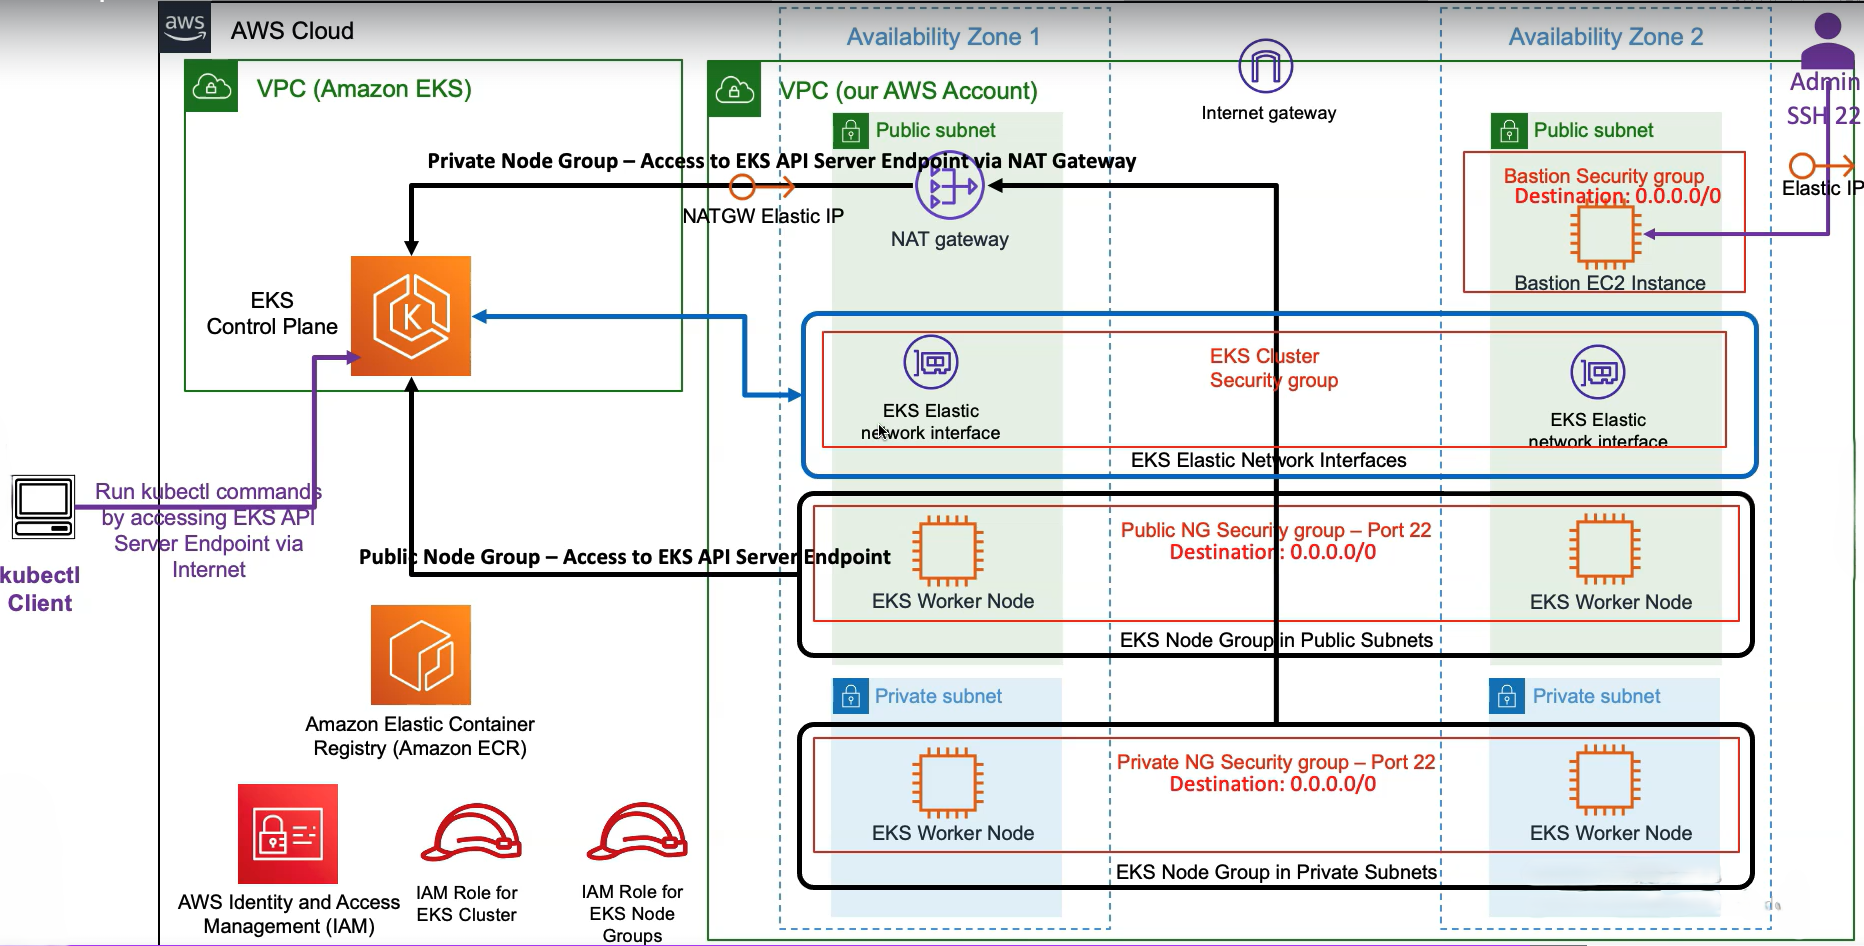 aws
AWS Cloud
Availability Zone 1
Availability Zone 2
VPC (Amazon EKS)
VPC (our AWS Account)
Internet gateway
Admin
SSH 22
Public subnet
Public subnet
Private Node Group – Access to EKS API Server Endpoint via NAT Gateway
Bastion Security group
Destination: 0.0.0.0/0
Elastic IP
NATGW Elastic IP
NAT gateway
Bastion EC2 Instance
EKS
Control Plane
K
EKS Cluster
Security group
EKS Elastic
network interface
EKS Elastic
network interface
EKS Elastic Network Interfaces
Run kubectl commands
by accessing EKS API
Server Endpoint via
Internet
kubectl
Client
Public Node Group – Access to EKS API Server Endpoint
Public NG Security group – Port 22
Destination: 0.0.0.0/0
EKS Worker Node
EKS Worker Node
EKS Node Group in Public Subnets
Private subnet
Private subnet
Amazon Elastic Container
Registry (Amazon ECR)
Private NG Security group – Port 22
Destination: 0.0.0.0/0
EKS Worker Node
EKS Worker Node
EKS Node Group in Private Subnets
AWS Identity and Access
Management (IAM)
IAM Role for
EKS Cluster
IAM Role for
EKS Node
Groups